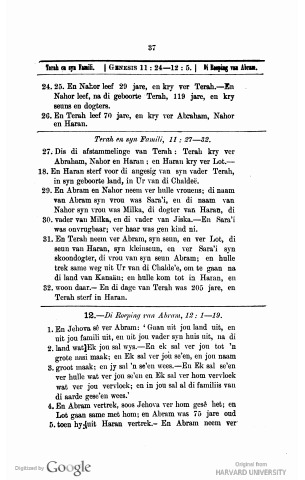 37
Terah en syn Famili. | GENESIS 11 : 24—12 : 5. | Di Roeping van Abram.
24. 25. En Nahor leef 29 jare, en kry ver Terah.—En
Nahor leef, na di geboorte Terah, 119 jare, en kry
seuns en dogters.
26. En Terah leef 70 jare, en kry ver Abraham, Nahor
en Haran.
Terah en syn Famili, 11 : 27—32.
27. Dis di afstammelinge van Terah : Terah kry ver
Abraham, Nahor en Haran ; en Haran kry ver Lot.—
18. En Haran sterf voor di angesig van syn vader Terah,
in syn geboorte land, in Ur van di Chaldeë.
29. En Abram en Nahor neem ver hulle vrouens; di naam
van Abram syn vrou was Sara'i, en di naam van
Nahor syn vrou was Milka, di dogter van Haran, di
30. vader van Milka, en di vader van Jiska.—En Sara'i
was onvrugbaar; ver haar was gen kind ni.
31. En Terah neem ver Abram, syn seun, en ver Lot, di
seun van Haran, syn kleinseun, en ver Sara'i syn
skoondogter, di vrou van syn seun Abram; en hulle
trek same weg uit Ur van di Chalde'e, om te gaan na
di land van Kanaän; en hulle kom tot in Haran, en
32. woon daar.— En di dage van Terah was 205 jare, en
Terah sterf in Haran.
12.—Di Roeping van Abram, 12 : 1—19.
1. En Jehova sê ver Abram: ' Gaan uit jou land uit, en
uit jou famili uit, en uit jou vader syn huis uit, na di
2. land wat Ek jou sal wys.—En ek sal ver jou tot 'n
grote nasi maak; en Ek sal ver jou se'en, en jou naam
3. groot maak; en jy sal 'n se'en wees.—En Ek sal se'en
ver hulle wat ver jou se'en en Ek sal ver hom vervloek
wat ver jou vervloek; en in jou sal al di families van
di aarde gese'en wees.'
4. En Abram vertrek, soos Jehova ver hom gesê het; en
Lot gaan same met hom; en Abram was 75 jare oud
5. toen hy uit Haran vertrek.— En Abram neem ver
Digitized by Google
Original from
HARVARD UNIVERSITY